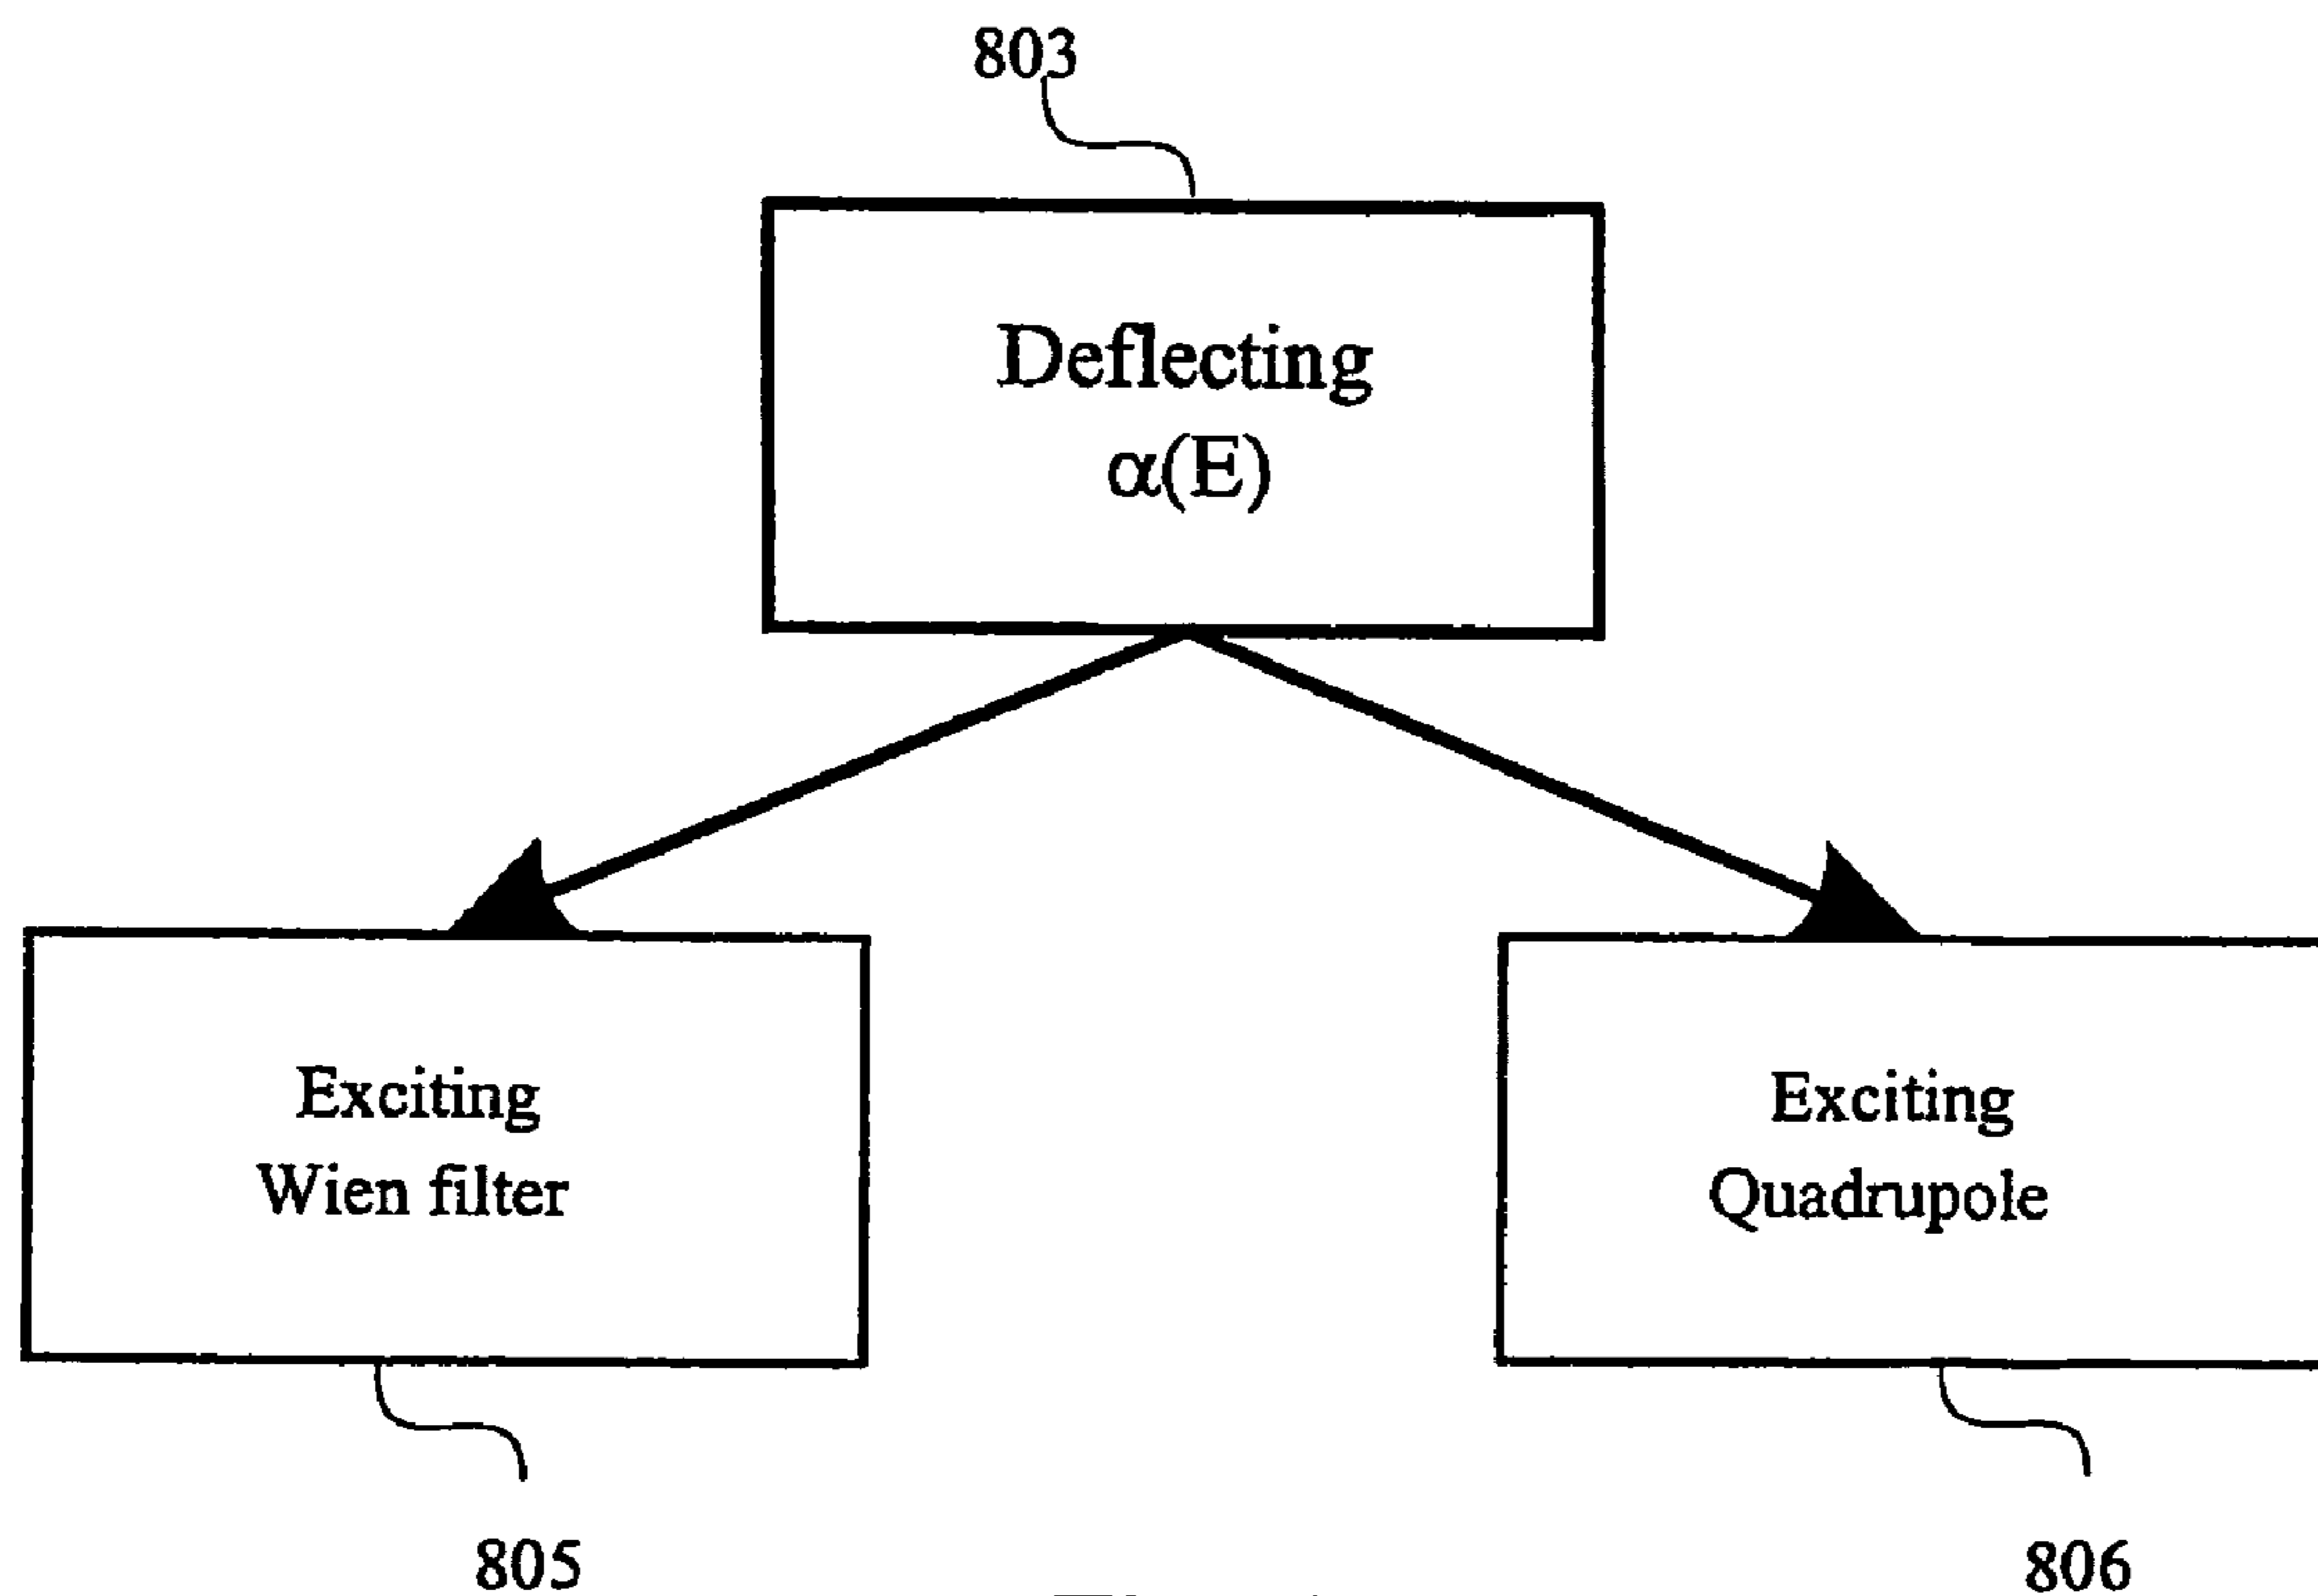 803
Deflecting
α(E)
Exciting
Wien filter
Exciting
Quadrupole
805
806